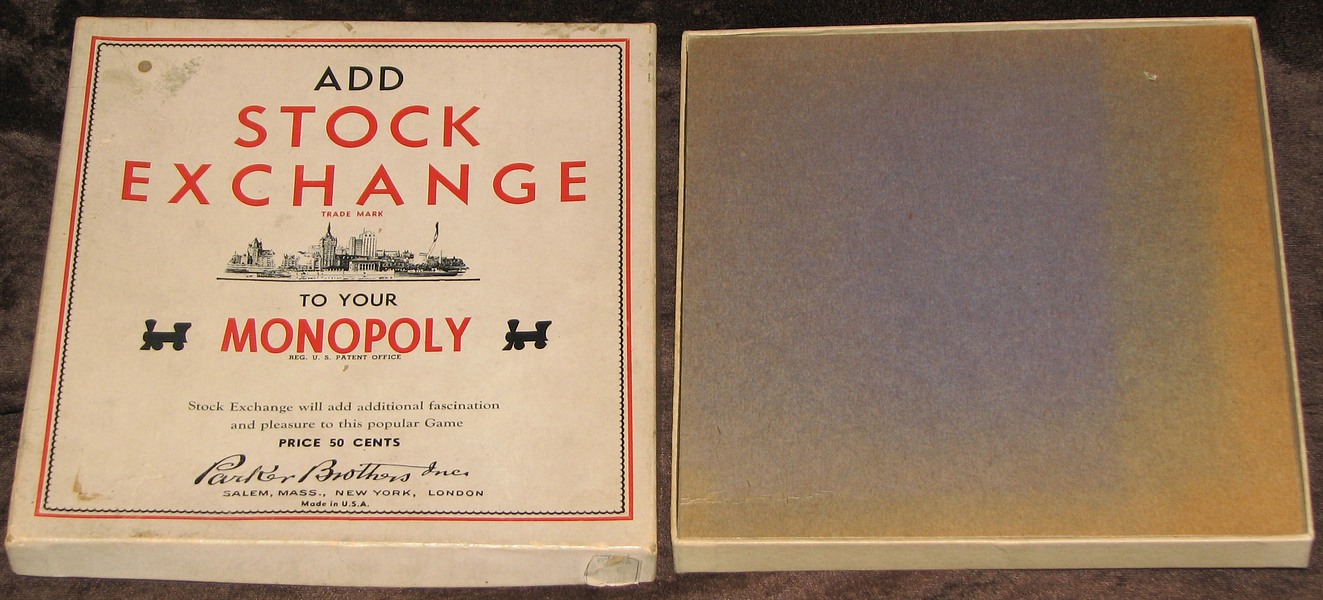 ADD
STOCK
EXCHANGE
TRADE MARK
TO YOUR
MONOPOLY
REG. U. S. PATENT OFFICE
Stock Exchange will add additional fascination
and pleasure to this popular Game
PRICE 50 CENTS
Parker Brothers Inc.
SALEM, MASS., NEW YORK, LONDON
Made in U.S.A.